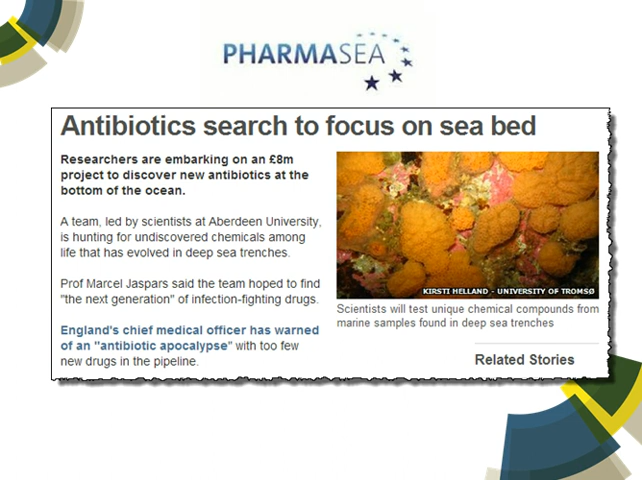 PHARMASEA
Antibiotics search to focus on sea bed
Researchers are embarking on an £8m
project to discover new antibiotics at the
bottom of the ocean.
A team, led by scientists at Aberdeen University,
is hunting for undiscovered chemicals among
life that has evolved in deep sea trenches.
Prof Marcel Jaspars said the team hoped to find
"the next generation" of infection-fighting drugs.
England's chief medical officer has warned
of an "antibiotic apocalypse" with too few
new drugs in the pipeline.
KIRSTI HELLAND - UNIVERSITY OF TROMSØ
Scientists will test unique chemical compounds from
marine samples found in deep sea trenches
Related Stories